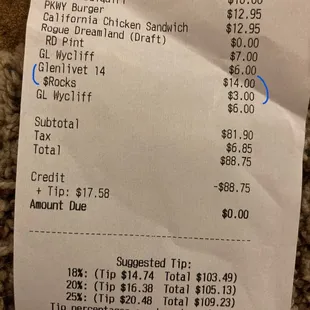 $10.00
PKWY Burger $12.95
California Chicken Sandwich $12.95
Rogue Dreamland (Draft) $0.00
RD Pint $7.00
GL Wycliff $6.00
Glenlivet 14 $14.00
$Rocks $3.00
GL Wycliff $6.00
Subtotal $81.90
Tax $6.85
Total $88.75
Credit -$88.75
+ Tip: $17.58
Amount Due $0.00
Suggested Tip:
18%: (Tip $14.74 Total $103.49)
20%: (Tip $16.38 Total $105.13)
25%: (Tip $20.48 Total $109.23)
Tip